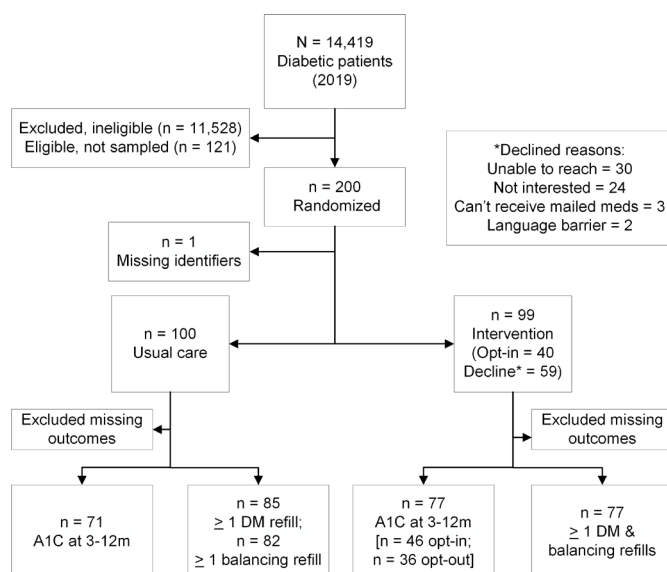 N = 14,419
Diabetic patients
(2019)
Excluded, ineligible (n = 11,528)
Eligible, not sampled (n = 121)
*Declined reasons:
Unable to reach = 30
Not interested = 24
Can't receive mailed meds = 3
Language barrier = 2
n = 200
Randomized
n = 1
Missing identifiers
n = 100
Usual care
n = 99
Intervention
(Opt-in = 40
Decline* = 59)
Excluded missing
outcomes
Excluded missing
outcomes
n = 71
A1C at 3-12m
n = 85
≥ 1 DM refill;
n = 82
≥ 1 balancing refill
n = 77
A1C at 3-12m
[n = 46 opt-in;
n = 36 opt-out]
n = 77
≥ 1 DM &
balancing refills